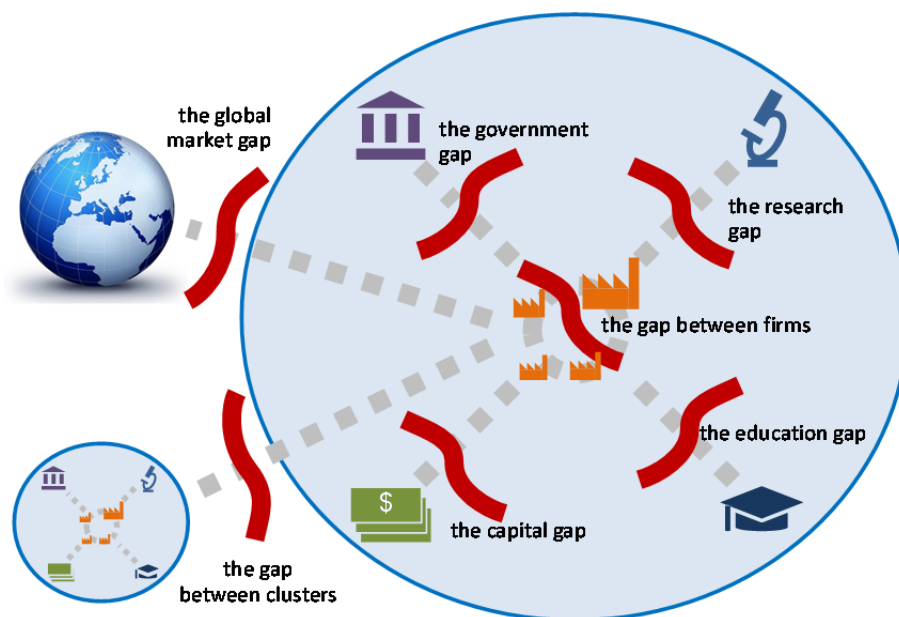 the global
market gap
the government
gap
the research
gap
the gap between firms
the education gap
$
the capital gap
the gap
between clusters